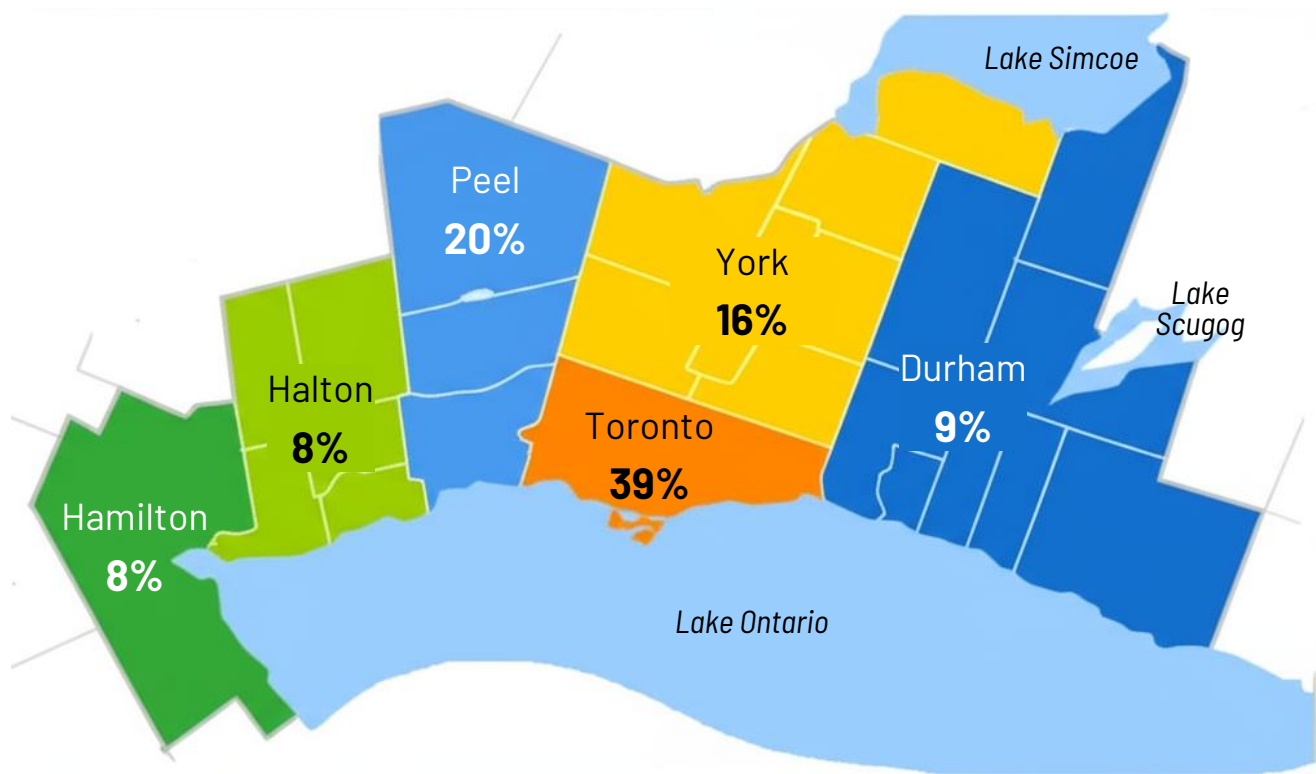 Lake Simcoe
Peel
20%
York
16%
Lake
Scugog
Halton
8%
Durham
9%
Toronto
39%
Hamilton
8%
Lake Ontario